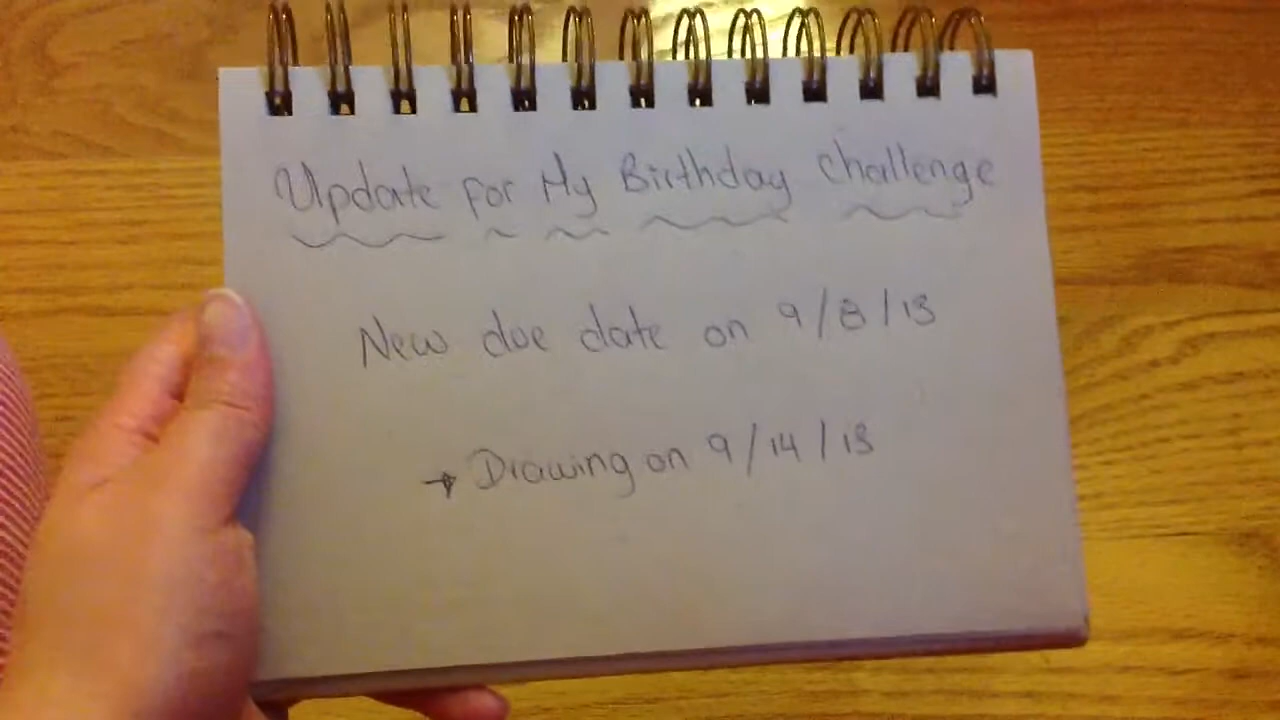 Update for My Birthday Challenge
New due date on 9/8/13
→ Drawing on 9/14/13